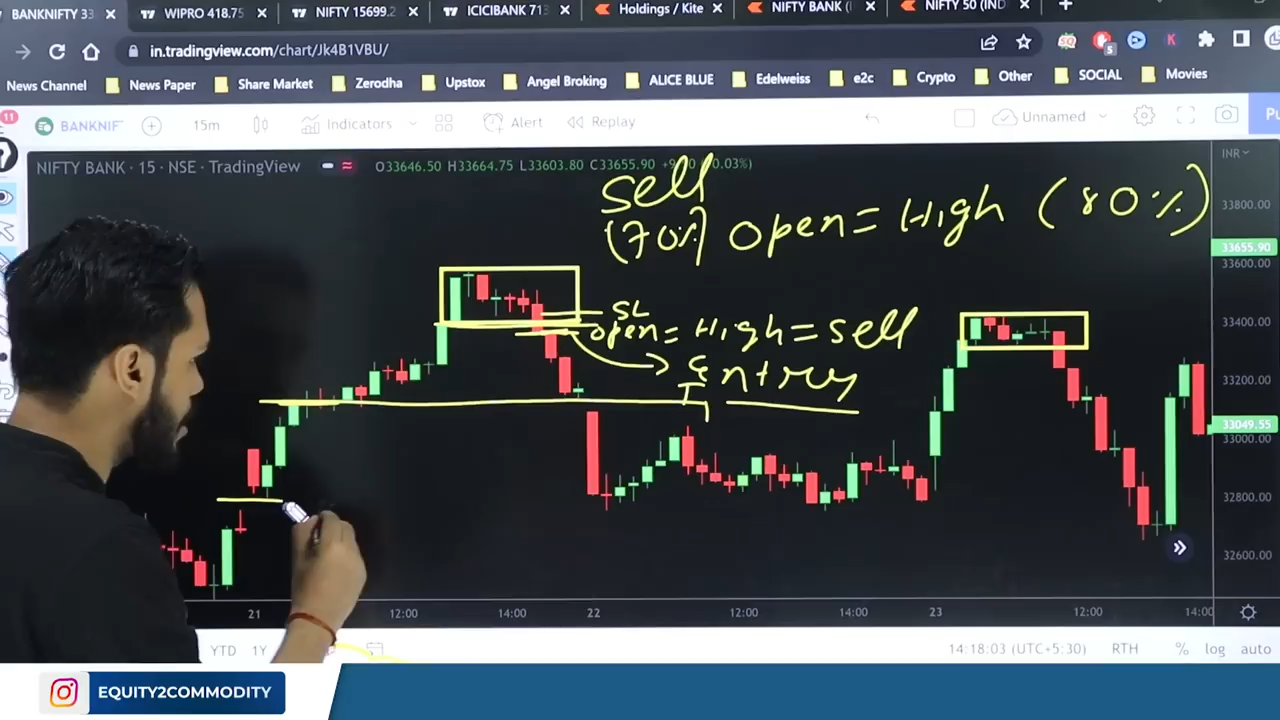 BANKNIFTY 33 WIPRO 418.75 NIFTY 15699.2 ICICIBANK 713 Holdings / Kite NIFTY BANK ( NIFTY 50 (IND
in.tradingview.com/chart/Jk4B1VBU/
News Channel News Paper Share Market Zerodha Upstox Angel Broking ALICE BLUE Edelweiss e2c Crypto Other SOCIAL Movies
11 BANKNIF 15m Indicators Alert Replay Unnamed Pu
NIFTY BANK · 15 · NSE · TradingView O33646.50 H33664.75 L33603.80 C33655.90
INR
sell
(70%) open = High (80%)
33800.00
33655.90
33600.00
SL
33400.00
open = High = sell
Entry
33200.00
33049.55
33000.00
32800.00
32600.00
21 12:00 14:00 22 12:00 14:00 23 12:00 14:00
YTD 1Y 14:18:03 (UTC+5:30) RTH % log auto
EQUITY2COMMODITY